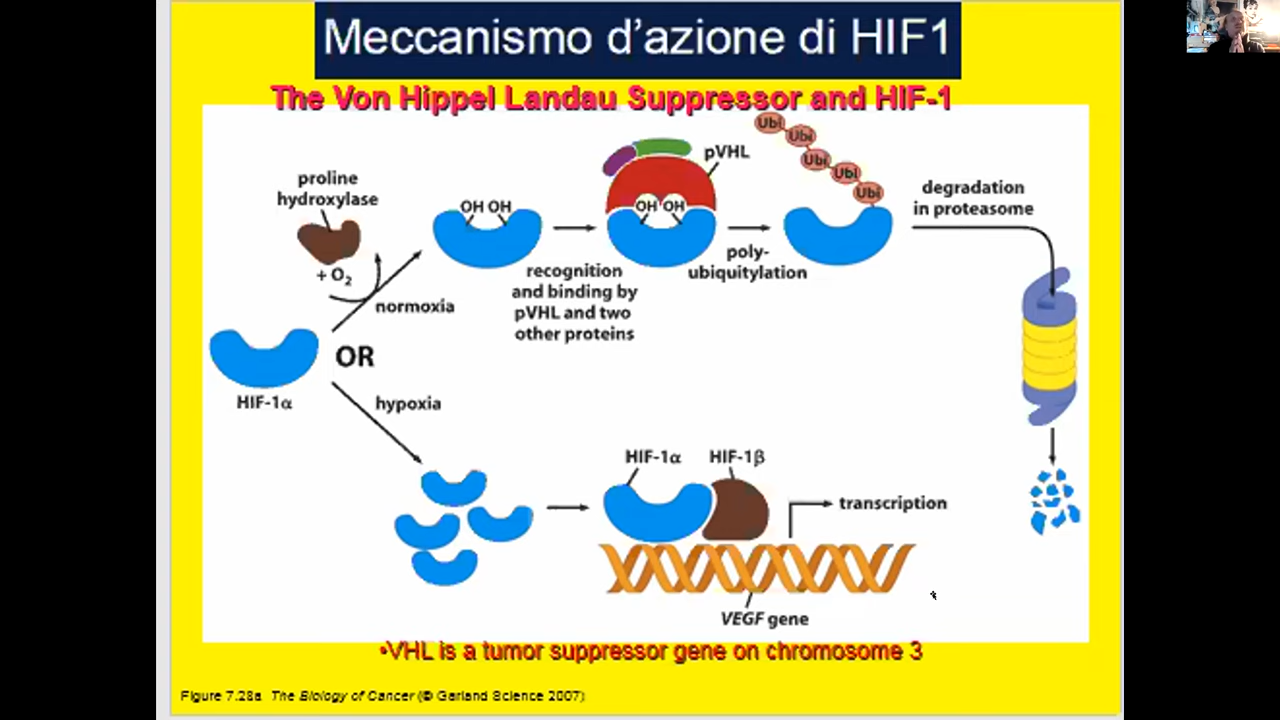 Meccanismo d'azione di HIF1
The Von Hippel Landau Suppressor and HIF-1
proline
hydroxylase
+ O2
normoxia
HIF-1α
OR
hypoxia
OH OH
recognition
and binding by
pVHL and two
other proteins
pVHL
OH OH
poly-
ubiquitylation
Ubi
Ubi
Ubi
Ubi
Ubi
degradation
in proteasome
HIF-1α
HIF-1β
transcription
VEGF gene
•VHL is a tumor suppressor gene on chromosome 3
Figure 7.28a The Biology of Cancer (© Garland Science 2007)